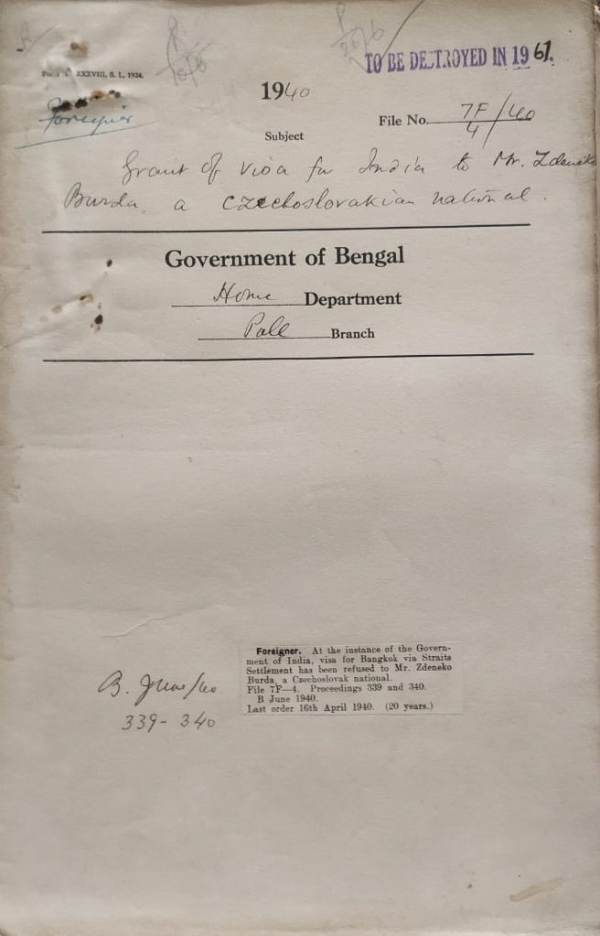 TO BE DESTROYED IN 1961.
XXXVIII, S. I., 1934.
1940
Foreigner
File No. 7F/40
4
Subject
Grant of visa for India to Mr. Zdeneko
Burda, a Czechoslovakian national.
Government of Bengal
Home Department
Poll Branch
Foreigner. At the instance of the Govern-
ment of India, visa for Bangkok via Straits
Settlement has been refused to Mr. Zdeneko
Burda, a Czechoslovak national.
File 7F—4. Proceedings 339 and 340.
B June 1940.
Last order 16th April 1940. (20 years.)
B. June/40
339-340